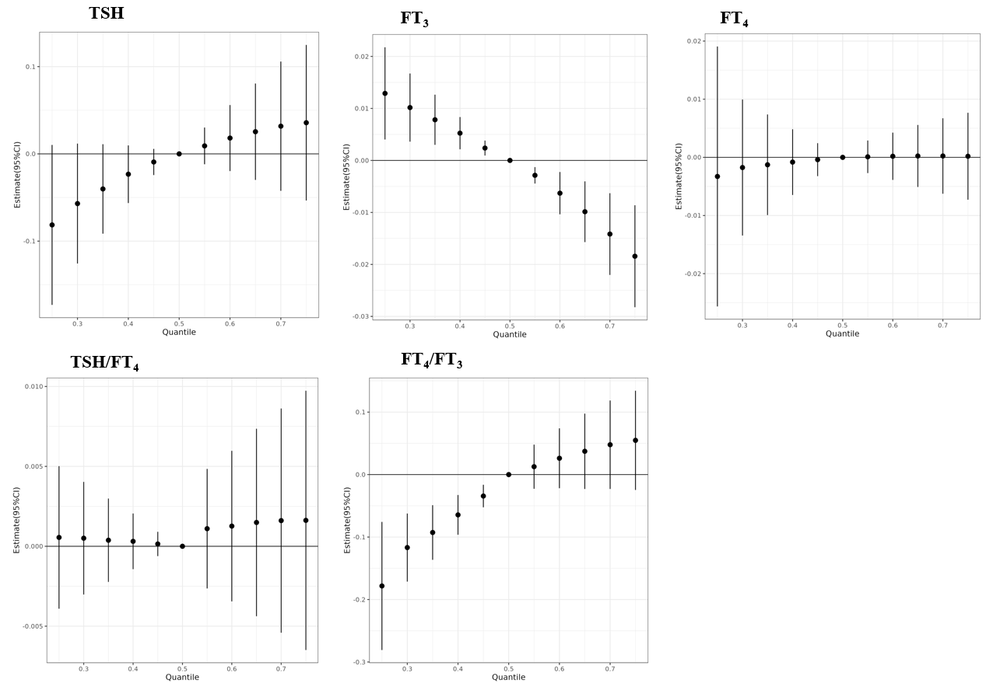 TSH
0.1
0.0
-0.1
Estimate(95%CI)
0.3 0.4 0.5 0.6 0.7
Quantile
FT₃
0.02
0.01
0.00
-0.01
-0.02
-0.03
Estimate(95%CI)
0.3 0.4 0.5 0.6 0.7
Quantile
FT₄
0.02
0.01
0.00
-0.01
-0.02
Estimate(95%CI)
0.3 0.4 0.5 0.6 0.7
Quantile
TSH/FT₄
0.010
0.005
0.000
-0.005
Estimate(95%CI)
0.3 0.4 0.5 0.6 0.7
Quantile
FT₄/FT₃
0.1
0.0
-0.1
-0.2
-0.3
Estimate(95%CI)
0.3 0.4 0.5 0.6 0.7
Quantile